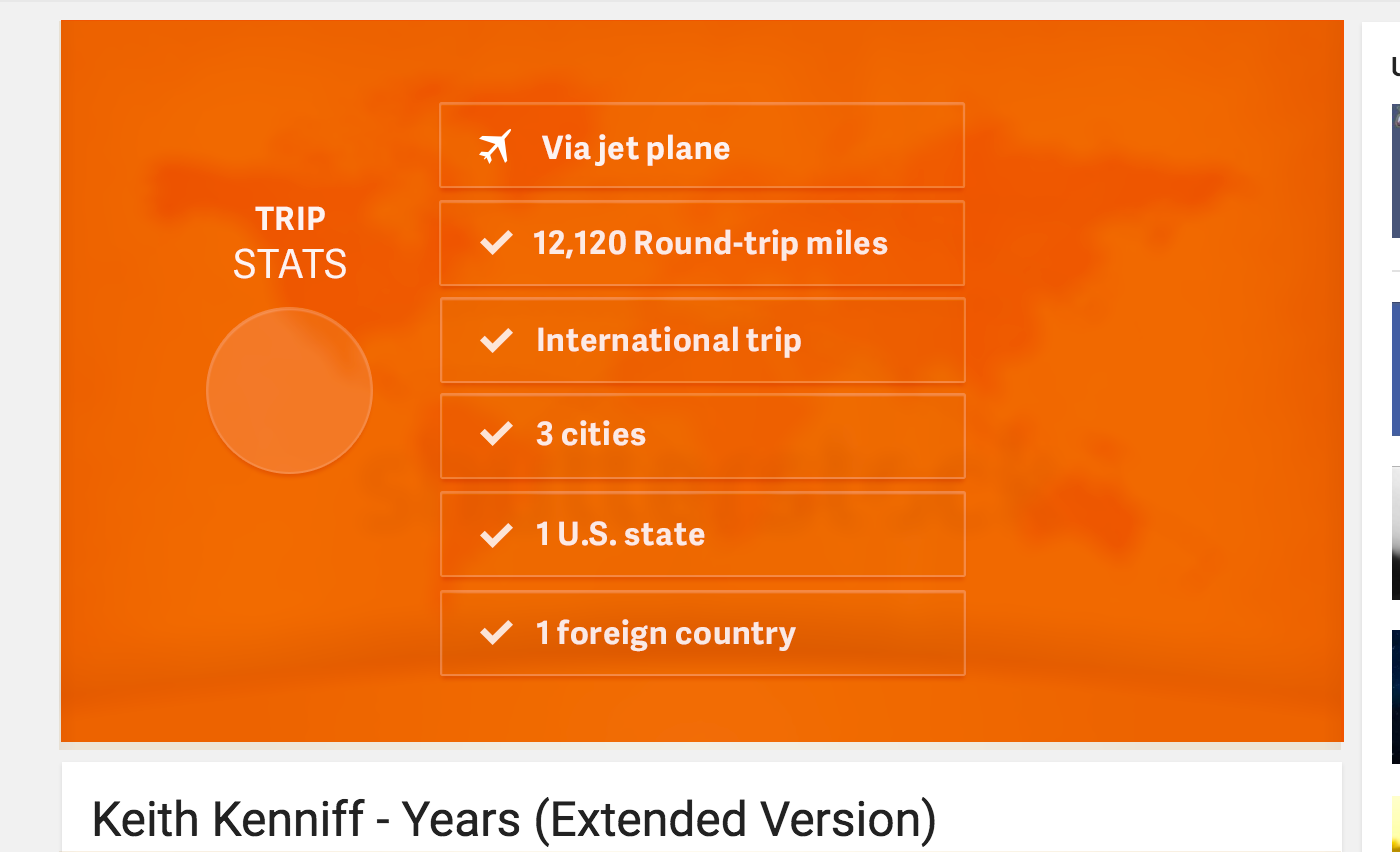 TRIP
STATS
Via jet plane
12,120 Round-trip miles
International trip
3 cities
1 U.S. state
1 foreign country
Keith Kenniff - Years (Extended Version)